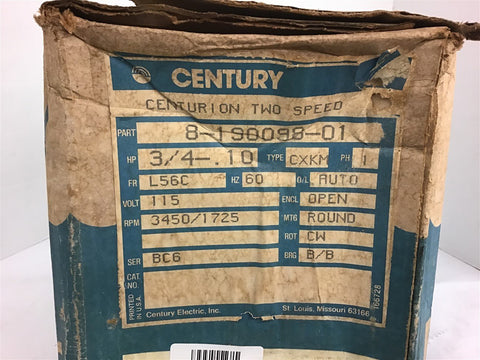 CENTURY
CENTURION TWO SPEED
PART 8-190098-01
HP 3/4-.10 TYPE CXKM PH 1
FR L56C HZ 60 O/L AUTO
VOLT 115 ENCL OPEN
RPM 3450/1725 MTG ROUND
ROT CW
SER BC6 BRG B/B
CAT. NO.
PRINTED IN U.S.A.
Century Electric, Inc. St. Louis, Missouri 63166
T66728